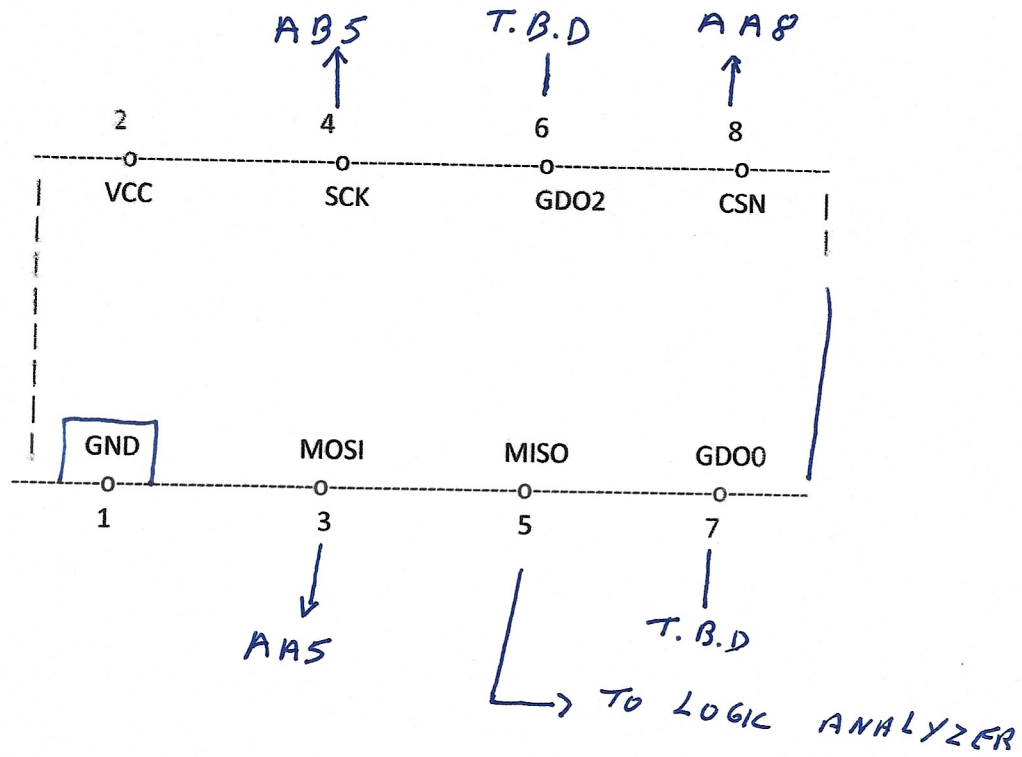 AB5 T.B.D AA8
2 4 6 8
VCC SCK GDO2 CSN
GND MOSI MISO GDO0
1 3 5 7
AA5 T.B.D
TO LOGIC ANALYZER